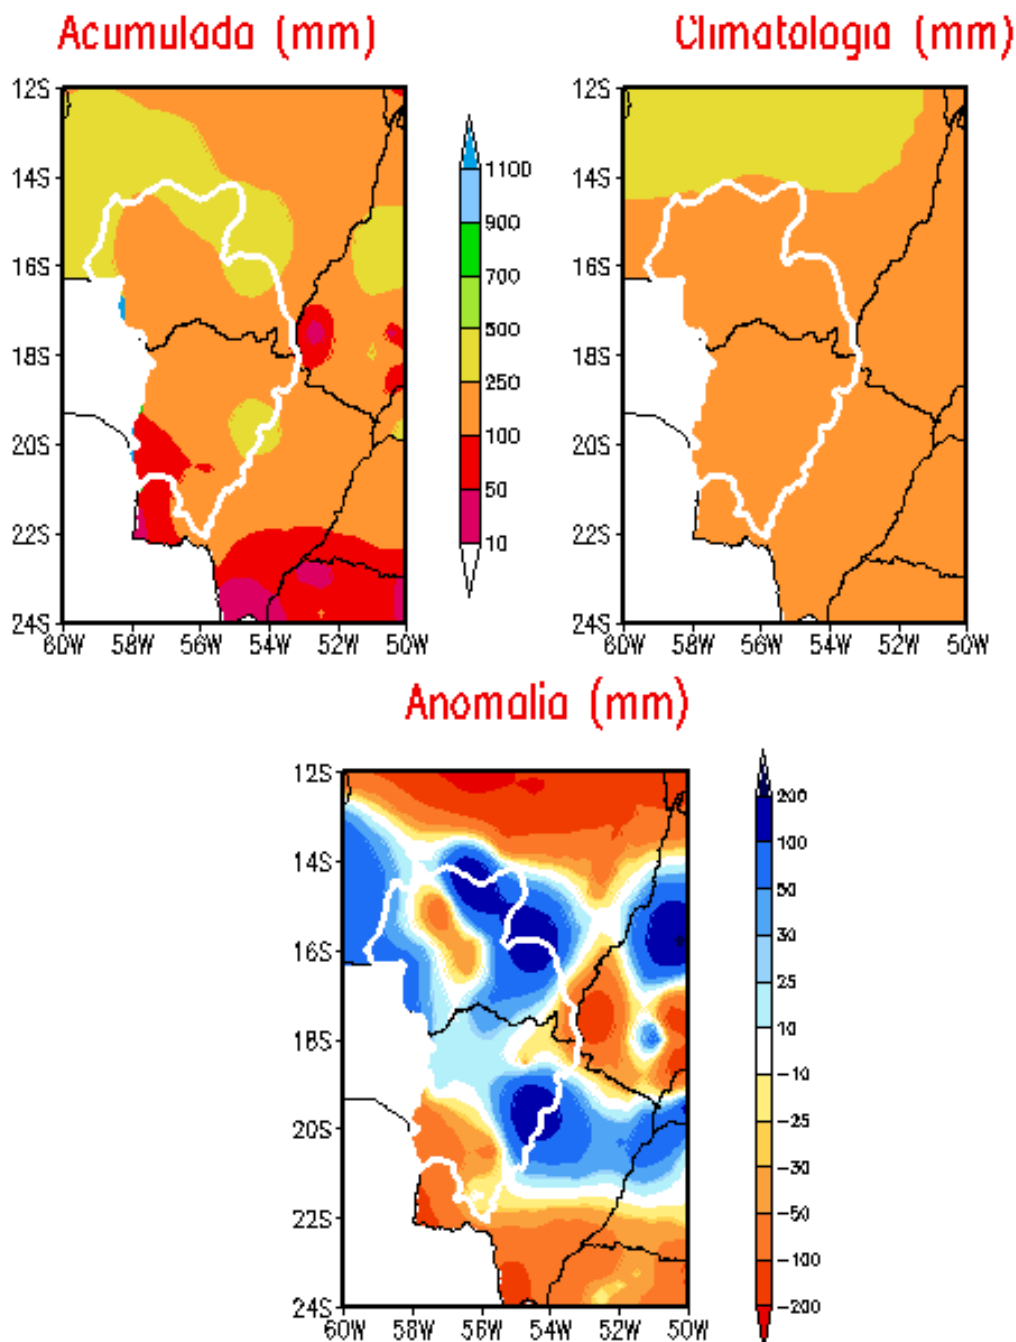 Acumulada (mm)
Climatologia (mm)
12S
14S
16S
18S
20S
22S
24S
60W 58W 56W 54W 52W 50W
1100
900
700
500
250
100
50
10
12S
14S
16S
18S
20S
22S
24S
60W 58W 56W 54W 52W 50W
Anomalia (mm)
12S
14S
16S
18S
20S
22S
24S
60W 58W 56W 54W 52W 50W
200
100
50
30
25
10
-10
-25
-30
-50
-100
-200